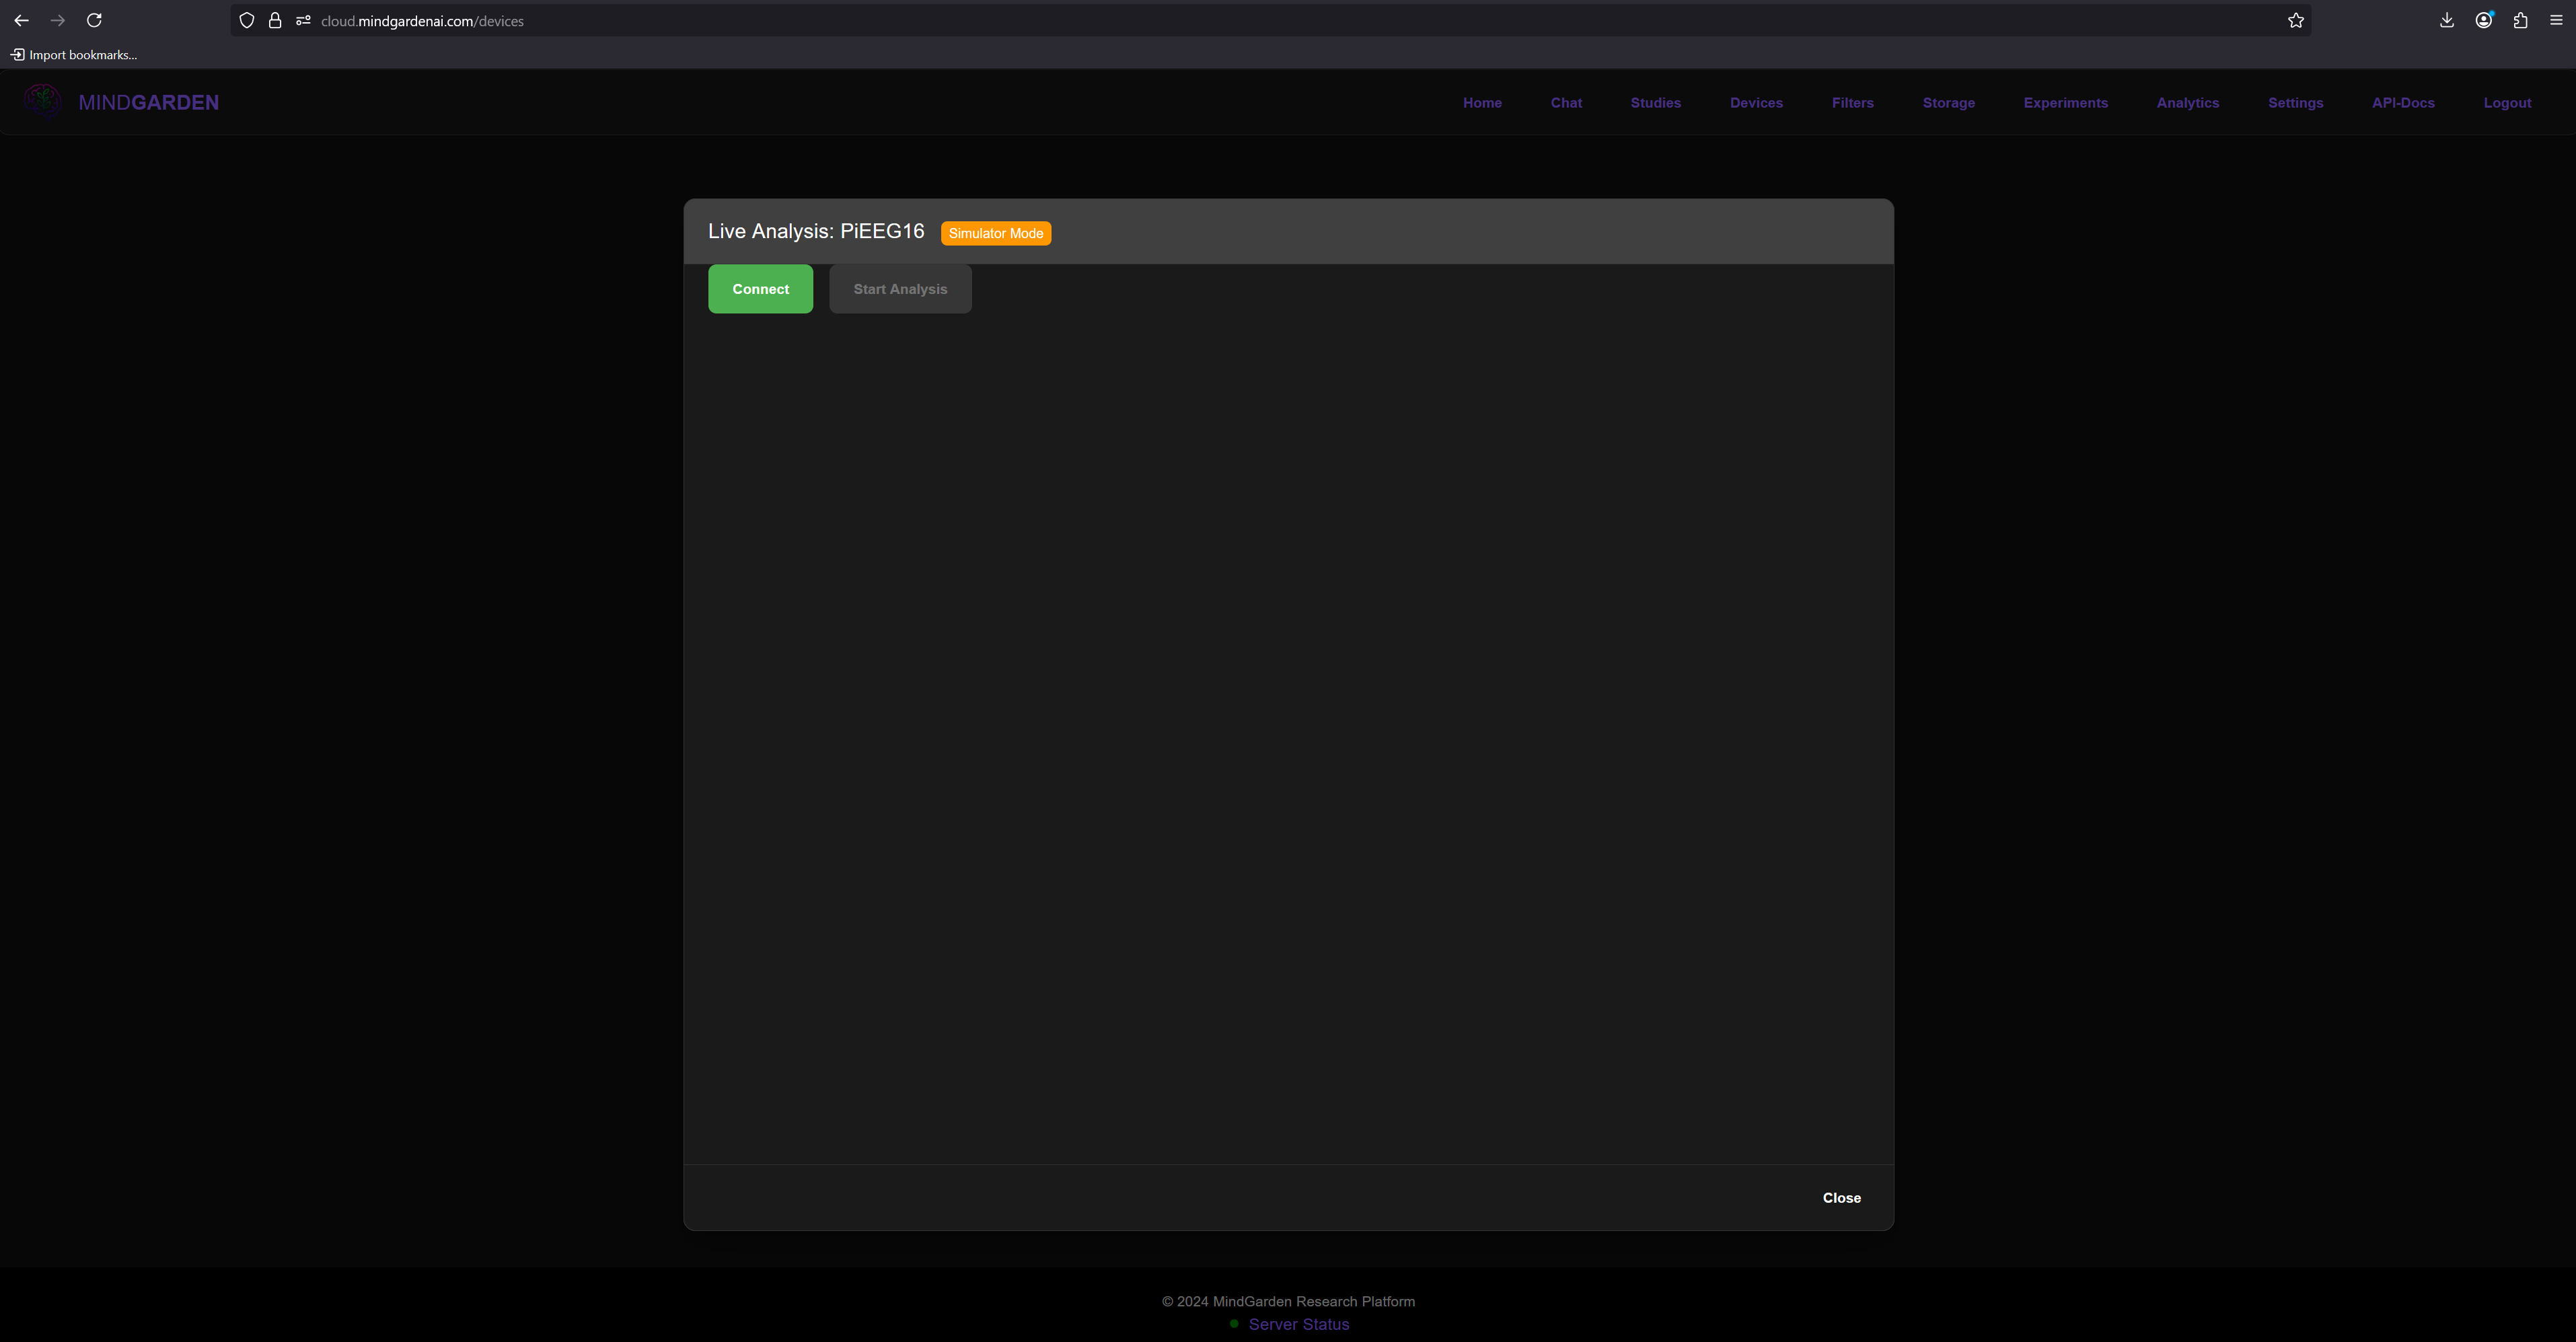 cloud.mindgardenai.com/devices
Import bookmarks...
MINDGARDEN
Home Chat Studies Devices Filters Storage Experiments Analytics Settings API-Docs Logout
Live Analysis: PiEEG16 Simulator Mode
Connect Start Analysis
Close
© 2024 MindGarden Research Platform
Server Status